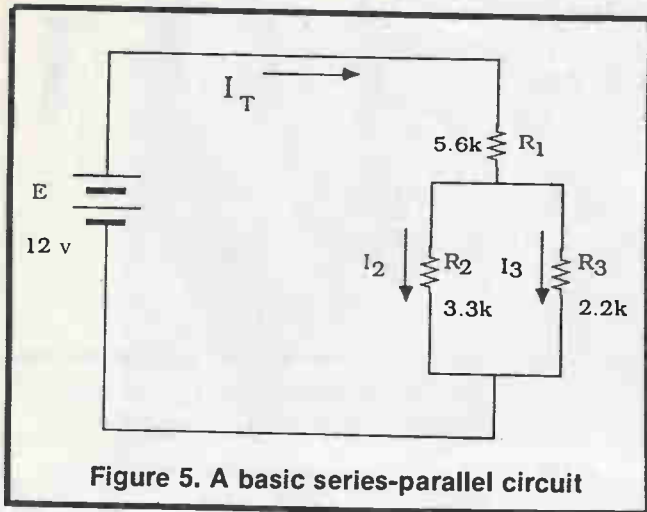 I_T
5.6k R1
E
12 v
I2 R2 I3 R3
3.3k 2.2k
Figure 5. A basic series-parallel circuit